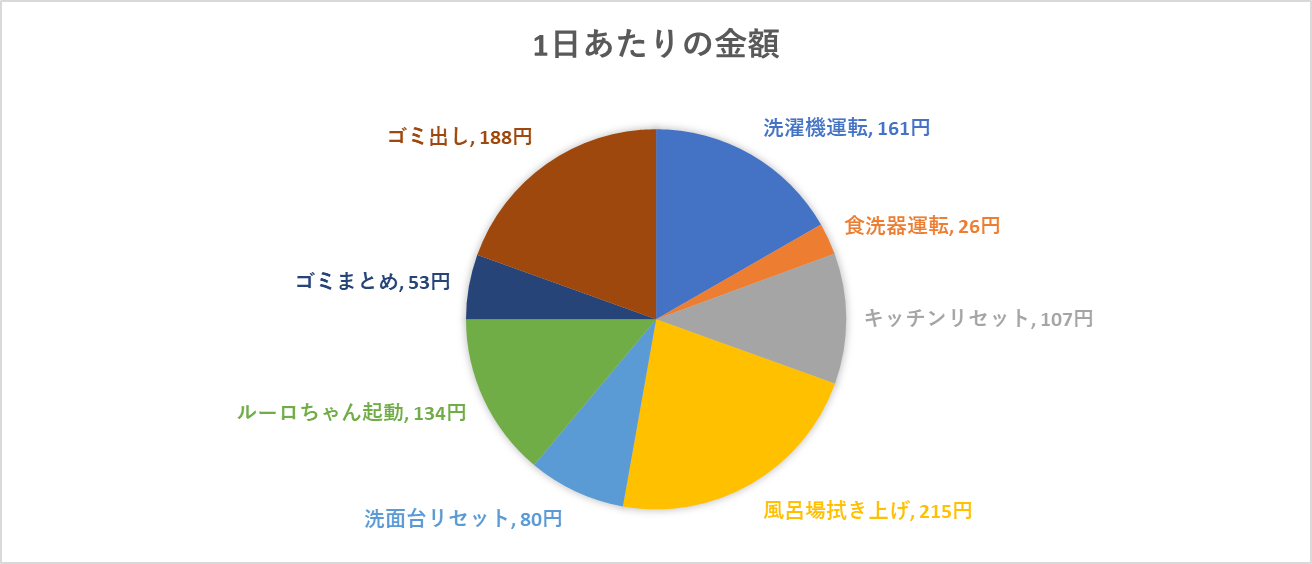 1日あたりの金額
洗濯機運転, 161円
食洗器運転, 26円
キッチンリセット, 107円
風呂場拭き上げ, 215円
洗面台リセット, 80円
ルーロちゃん起動, 134円
ゴミまとめ, 53円
ゴミ出し, 188円